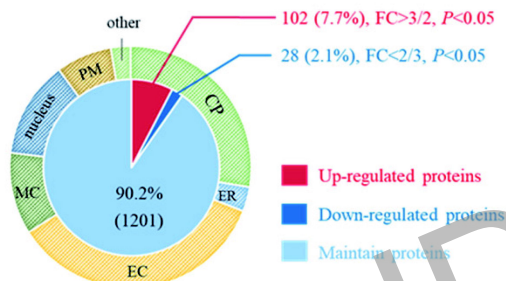 other
102 (7.7%), FC>3/2, P<0.05
28 (2.1%), FC<2/3, P<0.05
PM
CP
nucleus
MC
ER
EC
90.2%
(1201)
Up-regulated proteins
Down-regulated proteins
Maintain proteins